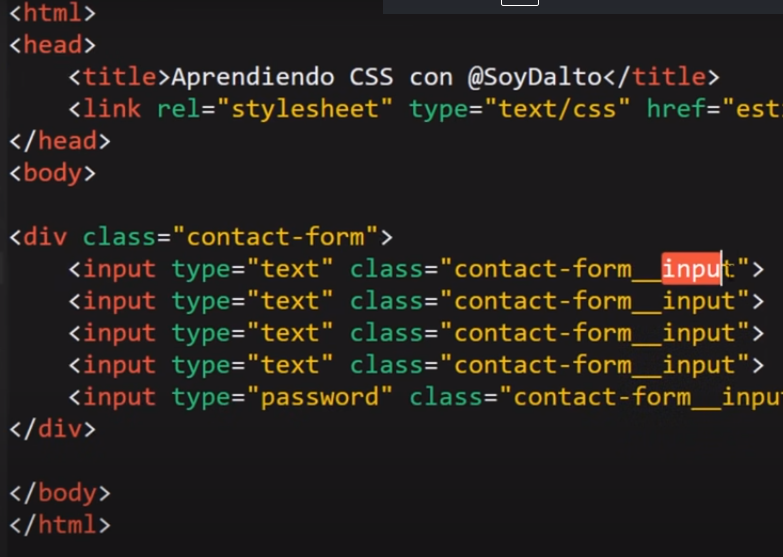 <html>
<head>
    <title>Aprendiendo CSS con @SoyDalto</title>
    <link rel="stylesheet" type="text/css" href="est
</head>
<body>

<div class="contact-form">
    <input type="text" class="contact-form__input">
    <input type="text" class="contact-form__input">
    <input type="text" class="contact-form__input">
    <input type="text" class="contact-form__input">
    <input type="password" class="contact-form__inpu
</div>

</body>
</html>